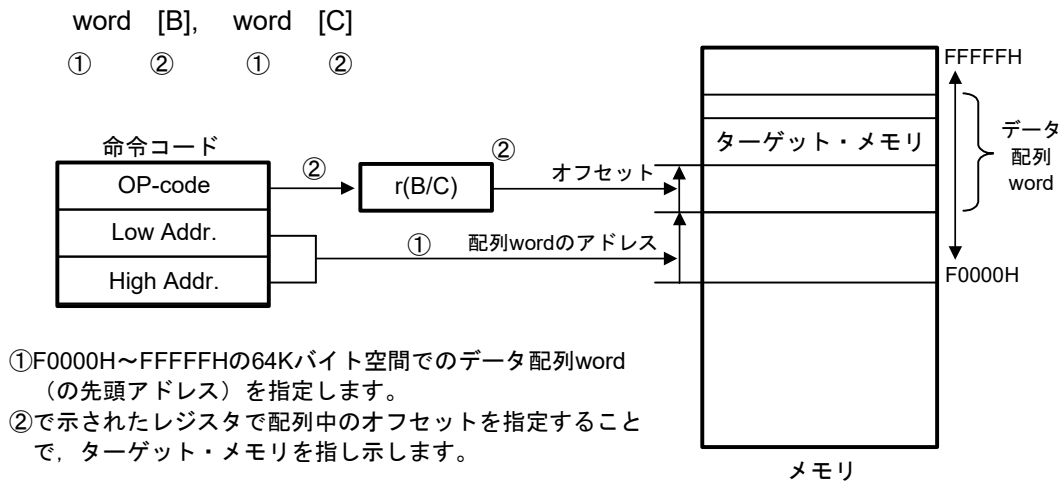 word [B], word [C]
① ② ① ②
命令コード
OP-code
Low Addr.
High Addr.
②
r(B/C)
②
オフセット
①
配列wordのアドレス
FFFFFH
ターゲット・メモリ
データ
配列
word
F0000H
メモリ
①F0000H~FFFFFHの64Kバイト空間でのデータ配列word
(の先頭アドレス)を指定します。
②で示されたレジスタで配列中のオフセットを指定すること
で,ターゲット・メモリを指し示します。